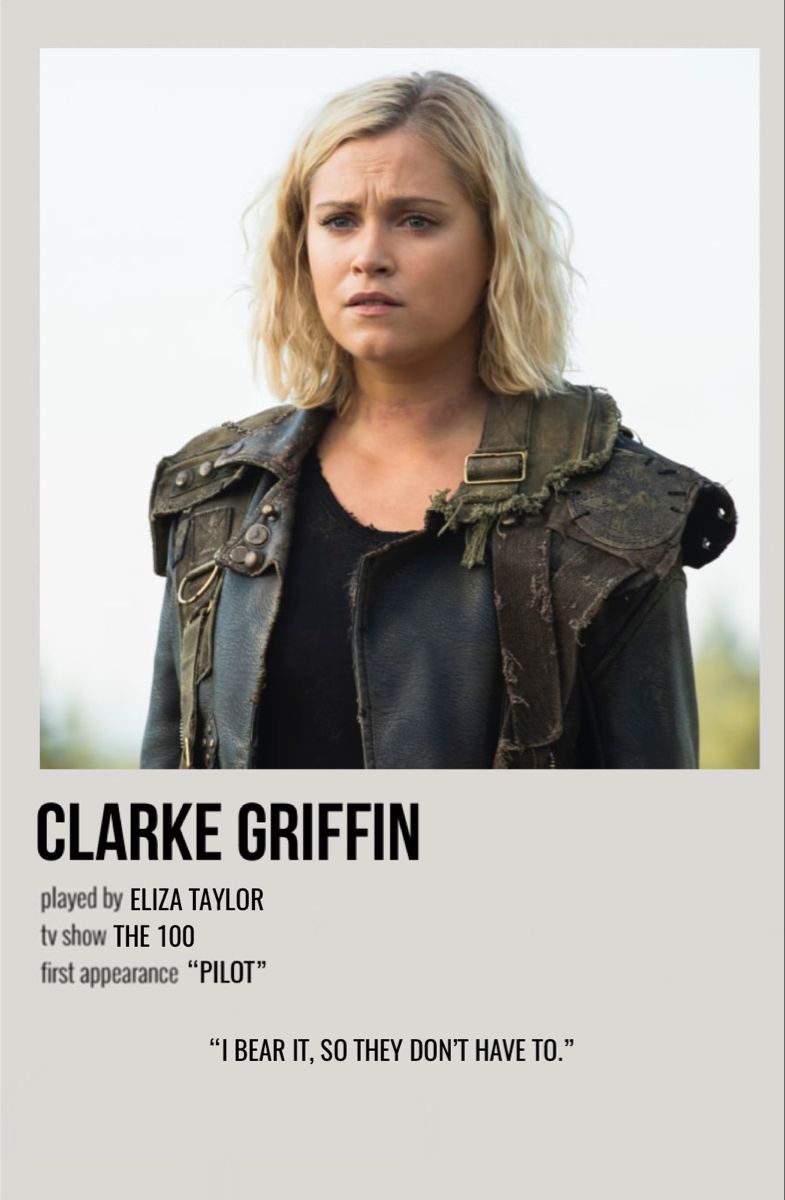 CLARKE GRIFFIN
played by ELIZA TAYLOR
tv show THE 100
first appearance “PILOT”
“I BEAR IT, SO THEY DON’T HAVE TO.”